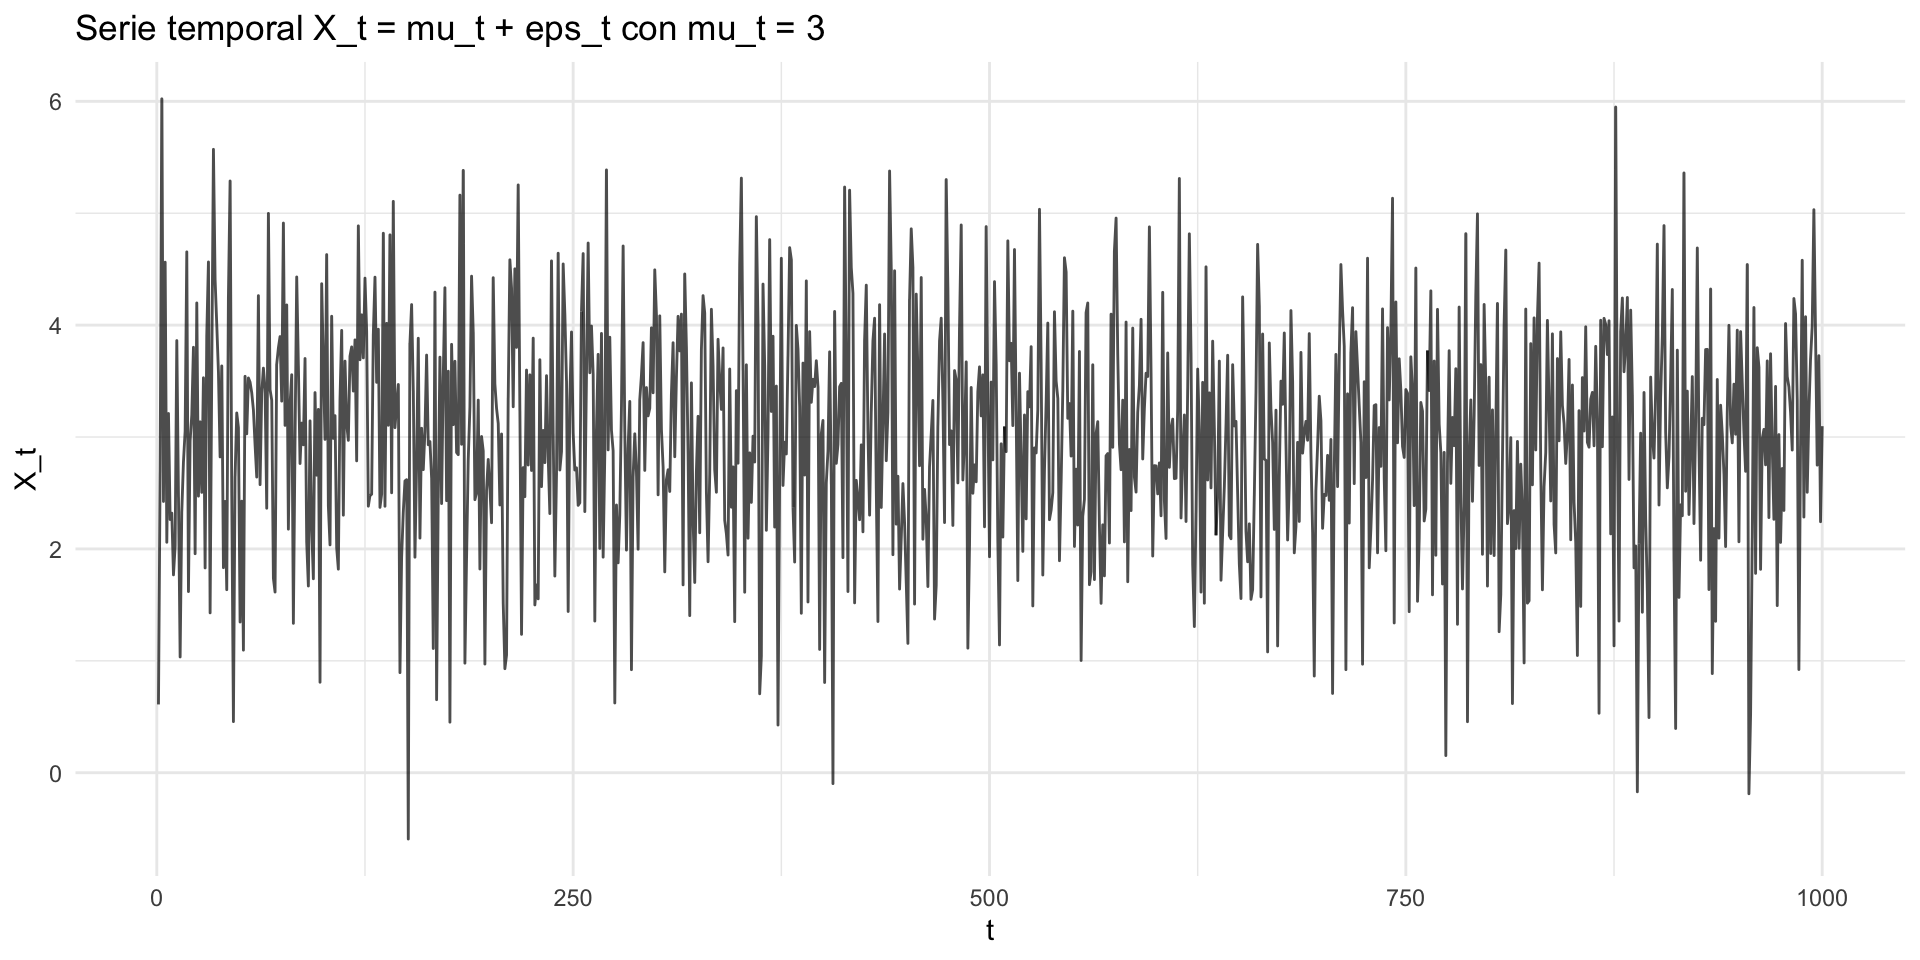 Serie temporal X_t = mu_t + eps_t con mu_t = 3
6
4
2
0
X_t
0 250 500 750 1000
t